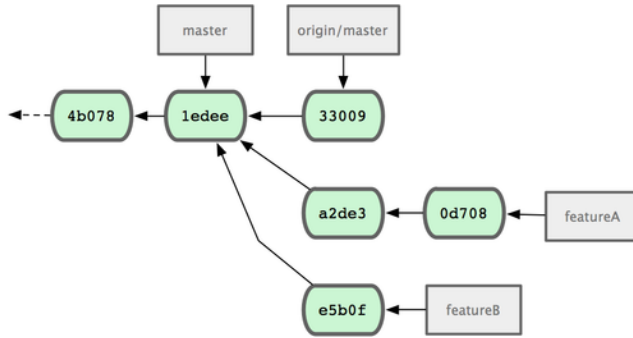 master
origin/master
4b078
1edee
33009
a2de3
0d708
featureA
e5b0f
featureB